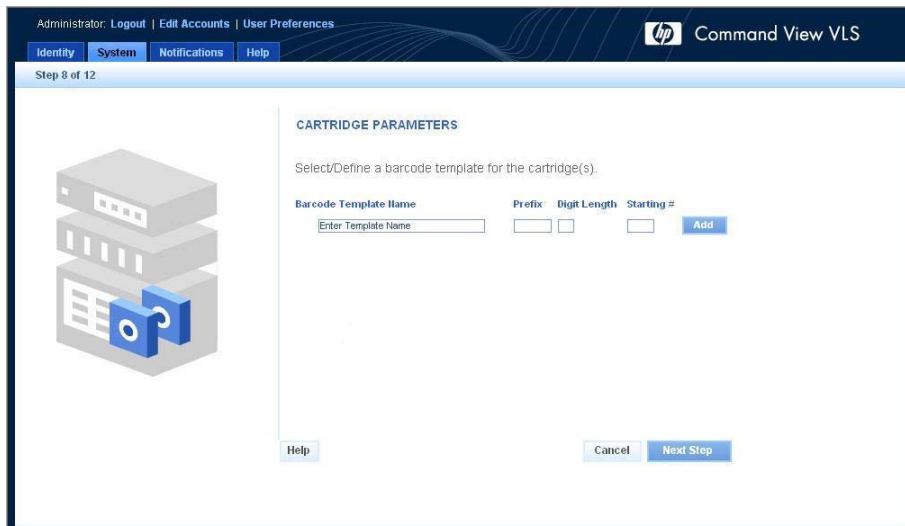 Administrator: Logout | Edit Accounts | User Preferences
hp Command View VLS
Identity System Notifications Help
Step 8 of 12
CARTRIDGE PARAMETERS
Select/Define a barcode template for the cartridge(s).
Barcode Template Name Prefix Digit Length Starting #
Enter Template Name Add
Help Cancel Next Step